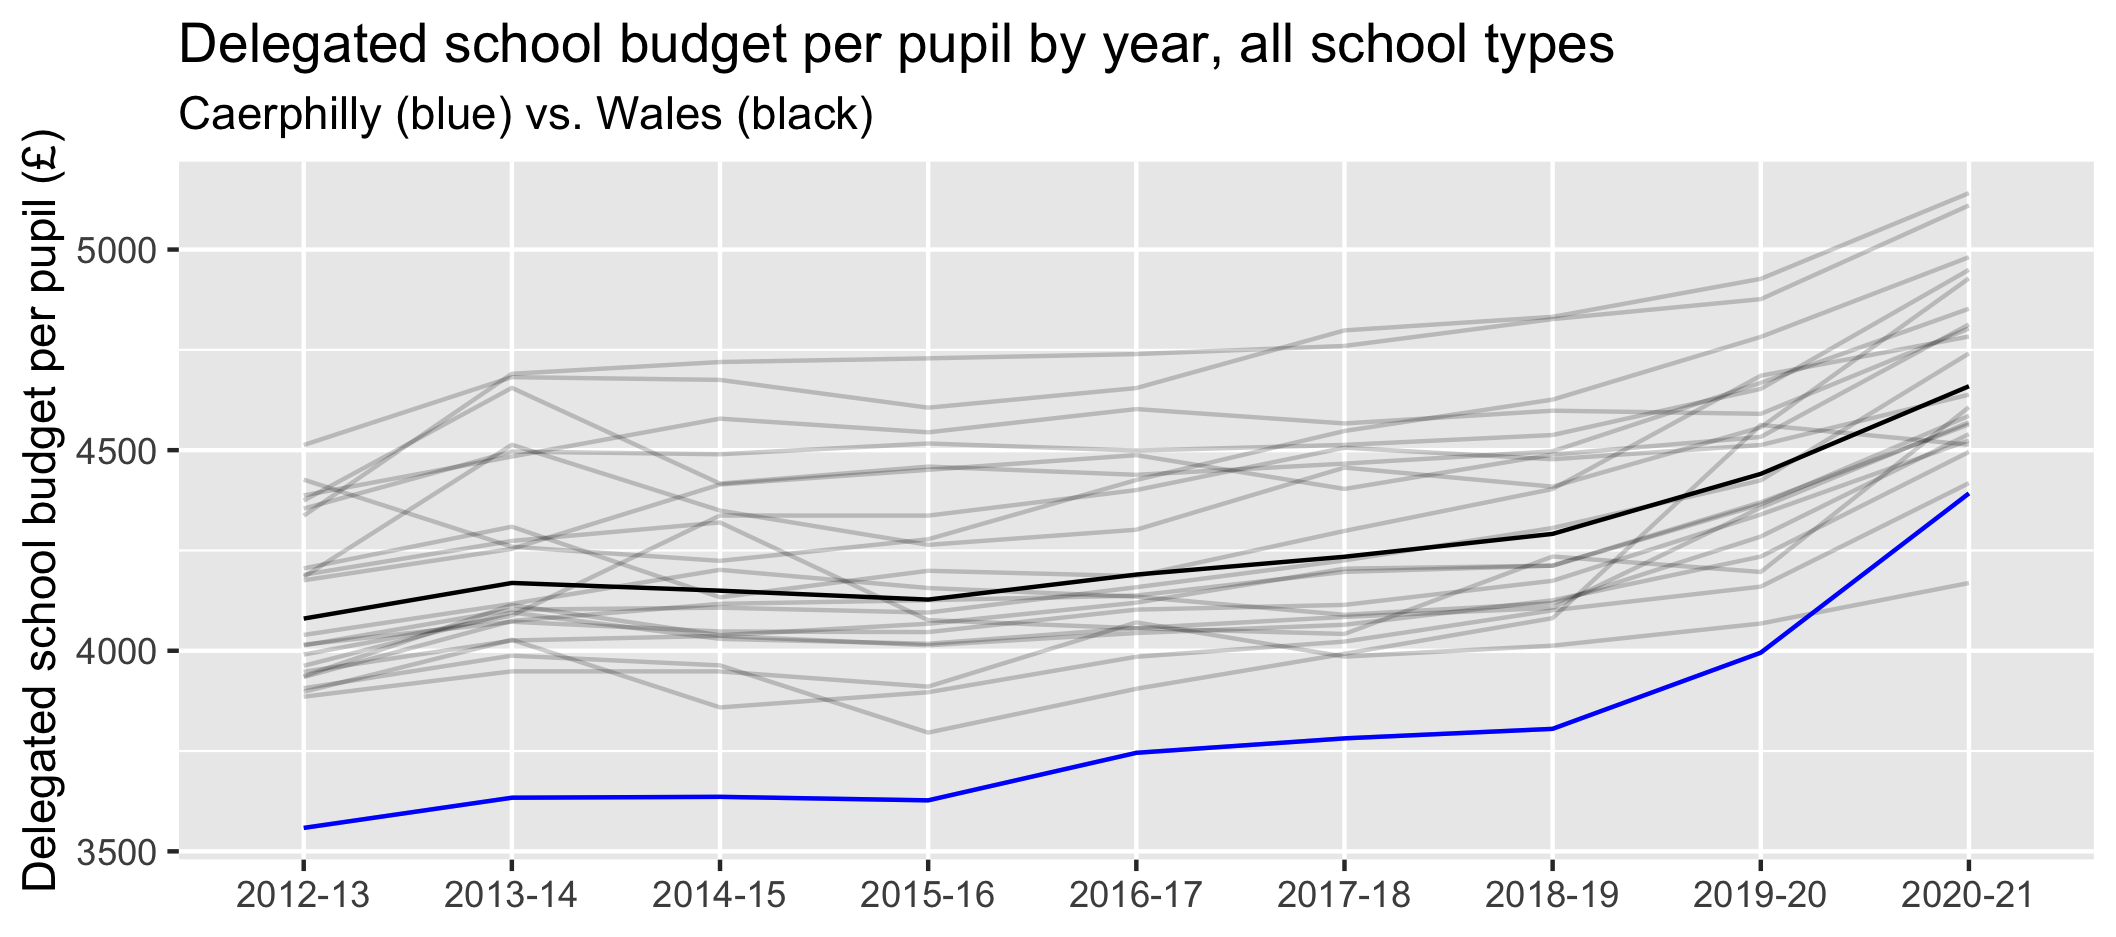 Delegated school budget per pupil by year, all school types
Caerphilly (blue) vs. Wales (black)
Delegated school budget per pupil (£)
5000
4500
4000
3500
2012-13 2013-14 2014-15 2015-16 2016-17 2017-18 2018-19 2019-20 2020-21